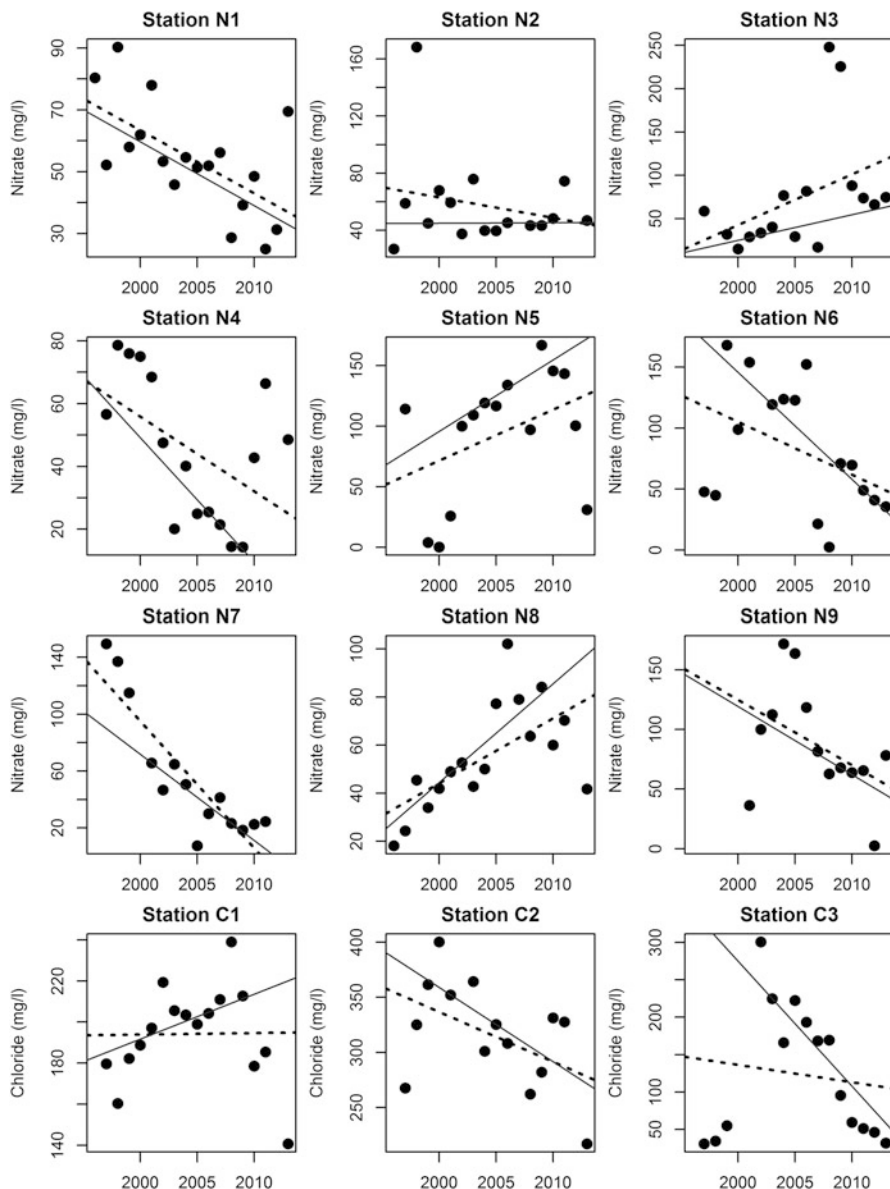 Station N1
Station N2
Station N3
Nitrate (mg/l)
90
70
50
30
2000 2005 2010
Nitrate (mg/l)
160
120
80
40
2000 2005 2010
Nitrate (mg/l)
250
200
150
100
50
2000 2005 2010
Station N4
Station N5
Station N6
Nitrate (mg/l)
80
60
40
20
2000 2005 2010
Nitrate (mg/l)
150
100
50
0
2000 2005 2010
Nitrate (mg/l)
150
100
50
0
2000 2005 2010
Station N7
Station N8
Station N9
Nitrate (mg/l)
140
100
60
20
2000 2005 2010
Nitrate (mg/l)
100
80
60
40
20
2000 2005 2010
Nitrate (mg/l)
150
100
50
0
2000 2005 2010
Station C1
Station C2
Station C3
Chloride (mg/l)
220
180
140
2000 2005 2010
Chloride (mg/l)
400
350
300
250
2000 2005 2010
Chloride (mg/l)
300
200
100
50
2000 2005 2010